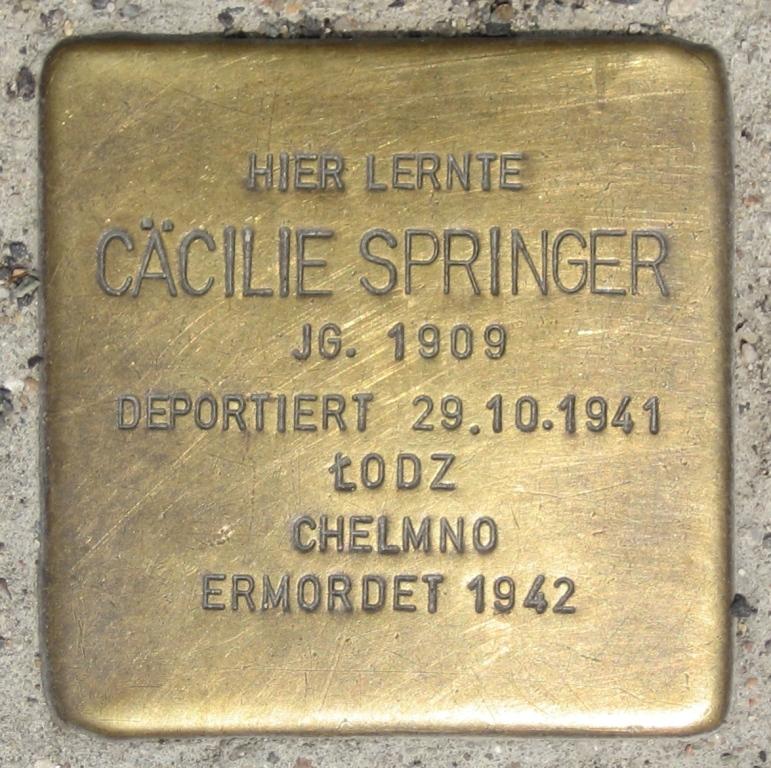 HIER LERNTE
CÄCILIE SPRINGER
JG. 1909
DEPORTIERT 29.10.1941
ŁODZ
CHELMNO
ERMORDET 1942